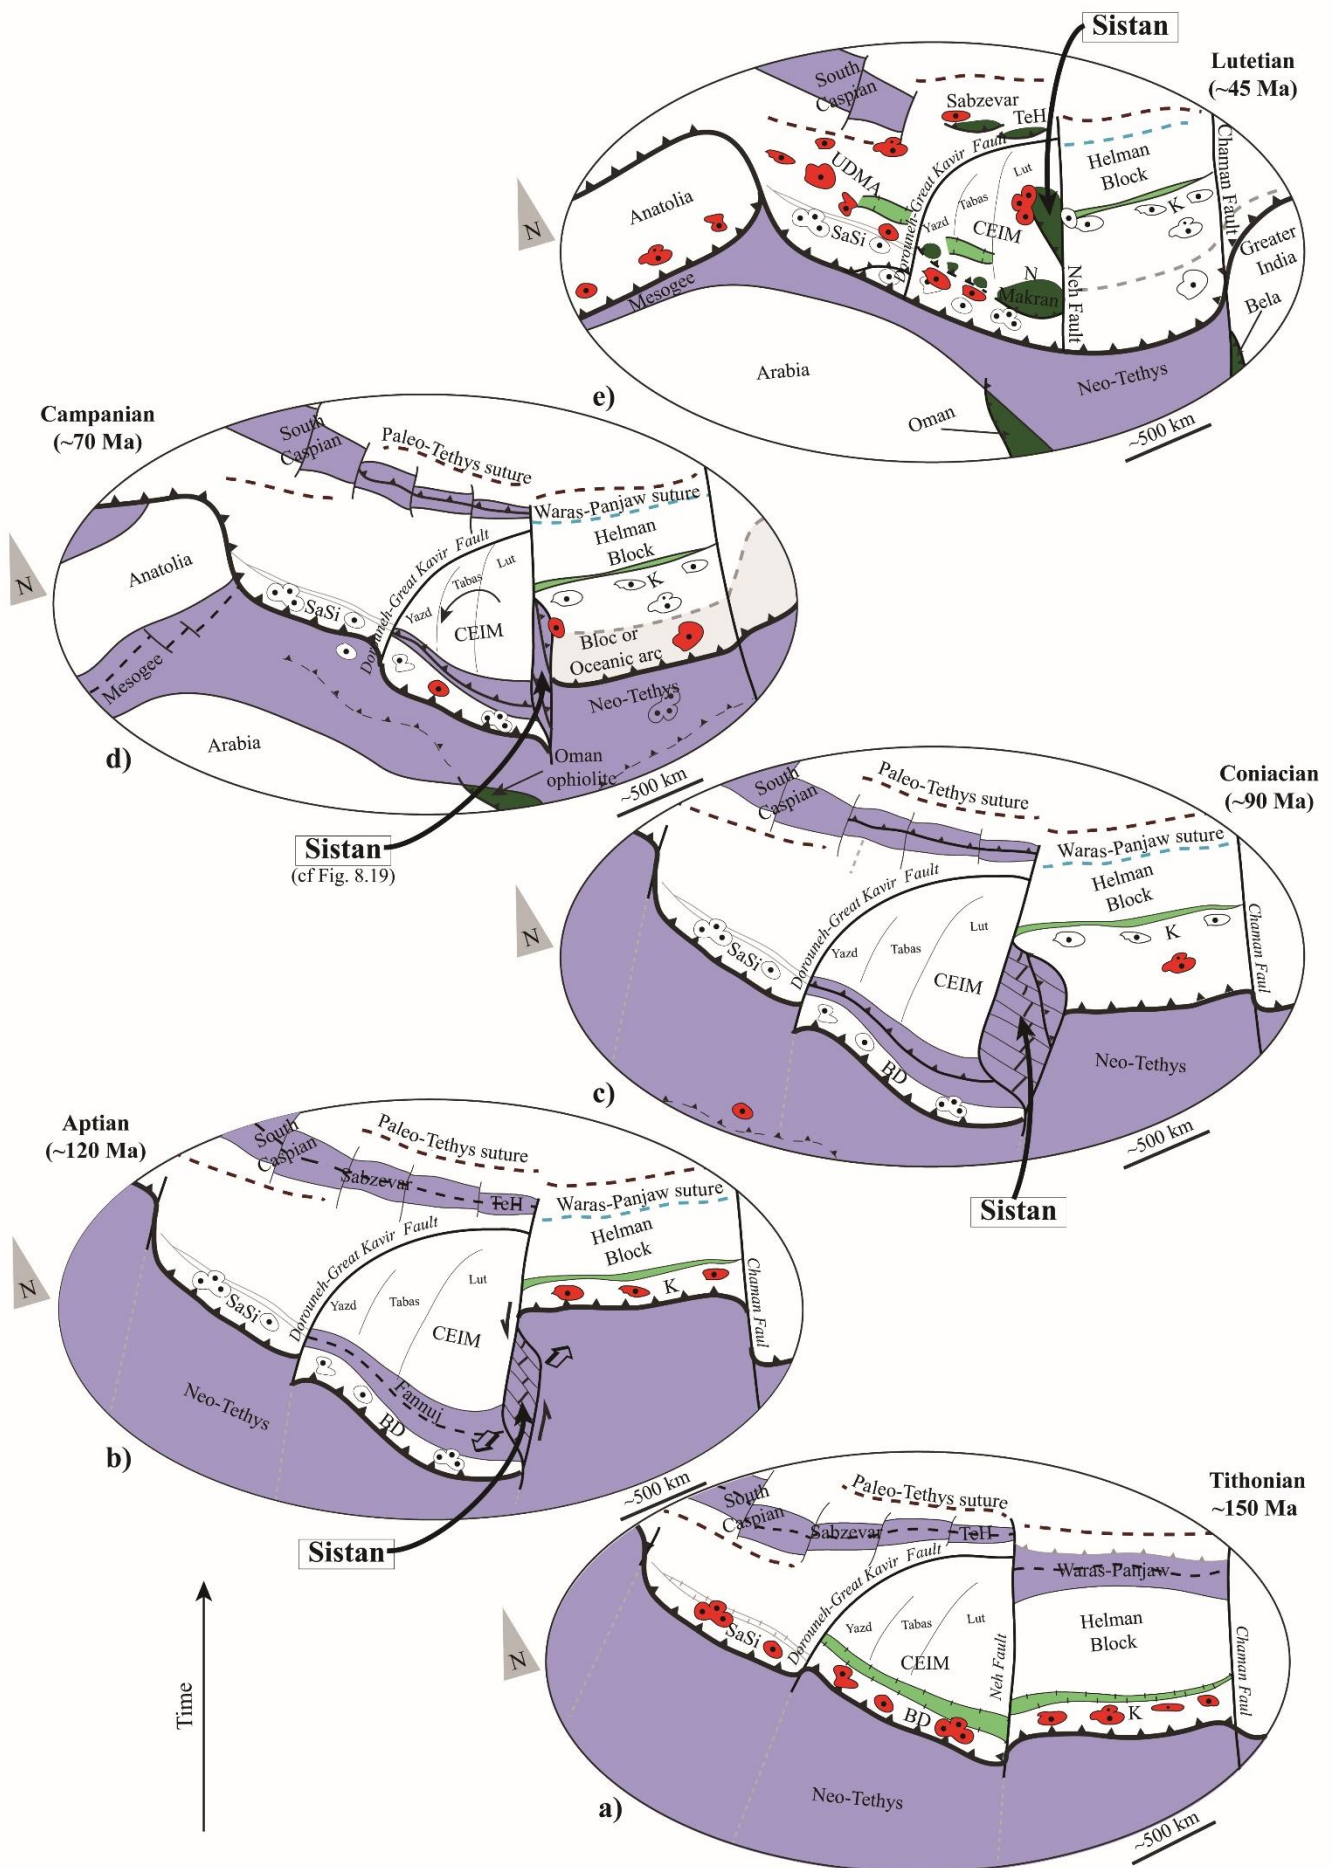 Sistan
Lutetian
(~45 Ma)
South
Caspian
Sabzevar
TeH
UDMA
Dorouneh-Great Kavir Fault
Helman
Block
Chaman Fault
Anatolia
Lut
Tabas
Yazd
CEIM
K
SaSi
Greater
India
N
Mesogee
N
Makran
Neh Fault
Bela
Arabia
Neo-Tethys
Oman
e)
~500 km
Campanian
(~70 Ma)
South
Caspian
Paleo-Tethys suture
Waras-Panjaw suture
Helman
Block
Dorouneh-Great Kavir Fault
Anatolia
Lut
Tabas
Yazd
CEIM
K
SaSi
N
Bloc or
Oceanic arc
Mesogee
Neo-Tethys
Arabia
d)
Oman
ophiolite
~500 km
Sistan
(cf Fig. 8.19)
Coniacian
(~90 Ma)
South
Caspian
Paleo-Tethys suture
Waras-Panjaw suture
Helman
Block
Dorouneh-Great Kavir Fault
Chaman Faul
Lut
Tabas
Yazd
CEIM
K
SaSi
N
BD
Neo-Tethys
c)
~500 km
Sistan
Aptian
(~120 Ma)
South
Caspian
Paleo-Tethys suture
Sabzevar
TeH
Waras-Panjaw suture
Helman
Block
Dorouneh-Great Kavir Fault
Chaman Faul
Lut
Tabas
Yazd
CEIM
K
SaSi
N
Fannuj
BD
Neo-Tethys
b)
~500 km
Sistan
Tithonian
~150 Ma)
South
Caspian
Paleo-Tethys suture
Sabzevar
TeH
Waras-Panjaw
Dorouneh-Great Kavir Fault
Helman
Block
Chaman Faul
Lut
Tabas
Yazd
CEIM
Neh Fault
SaSi
N
BD
K
Neo-Tethys
a)
~500 km
Time